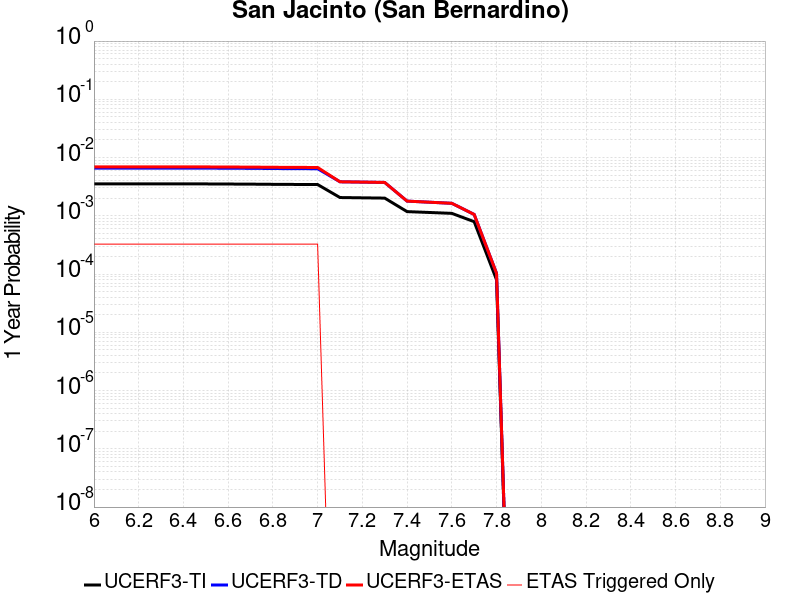 San Jacinto (San Bernardino)
10 0
10 -1
10 -2
10 -3
10 -4
10 -5
10 -6
10 -7
10 -8
1 Year Probability
6 6.2 6.4 6.6 6.8 7 7.2 7.4 7.6 7.8 8 8.2 8.4 8.6 8.8 9
Magnitude
UCERF3-TI UCERF3-TD UCERF3-ETAS ETAS Triggered Only